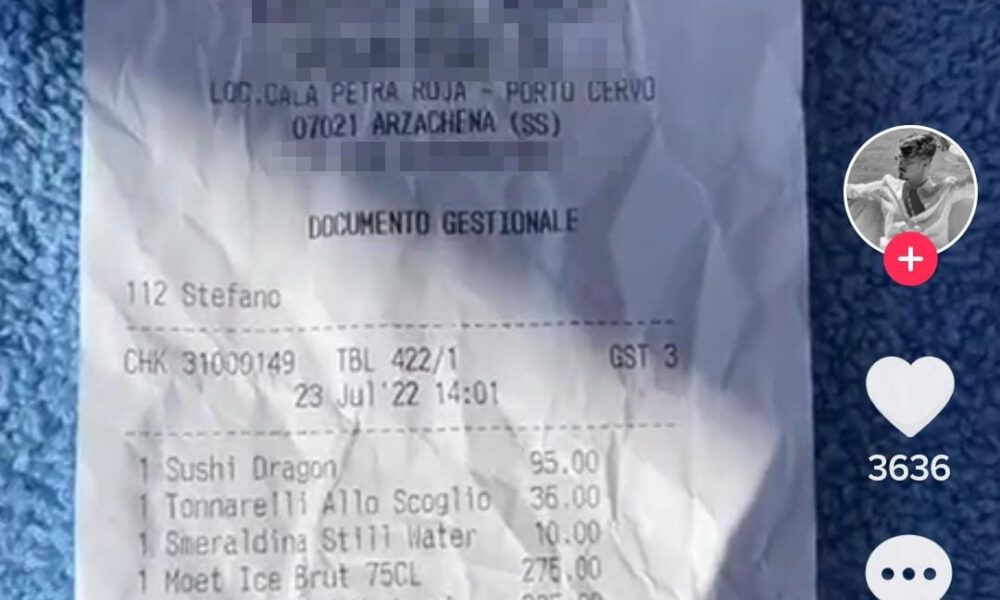 LOC.CALA PETRA RUJA - PORTO CERVO
07021 ARZACHENA (SS)
DOCUMENTO GESTIONALE
112 Stefano
CHK 31009149 TBL 422/1 GST 3
23 Jul'22 14:01
1 Sushi Dragon 95.00
1 Tonnarelli Allo Scoglio 36.00
1 Smeraldina Still Water 10.00
1 Moet Ice Brut 75CL 275.00
3636